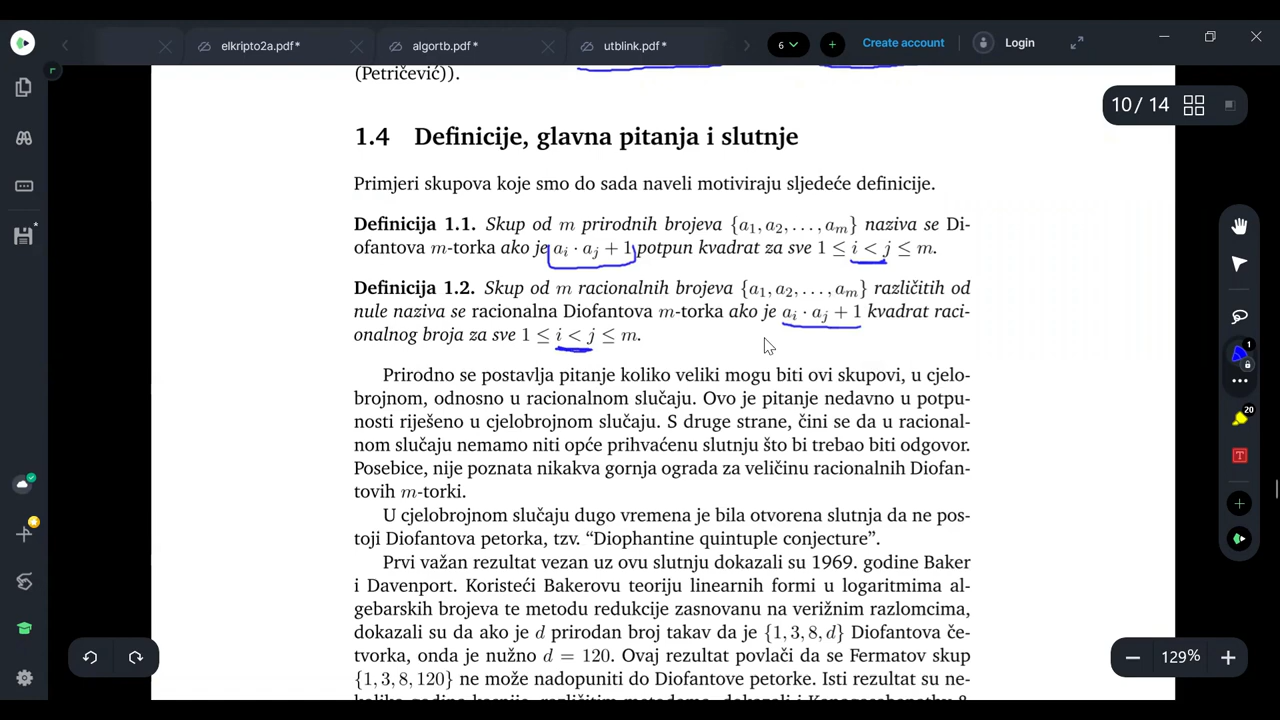 elkripto2a.pdf*
algortb.pdf*
utblink.pdf*
6
Create account
Login
(Petričević)).
10 / 14
1.4 Definicije, glavna pitanja i slutnje
Primjeri skupova koje smo do sada naveli motiviraju sljedeće definicije.
Definicija 1.1. Skup od m prirodnih brojeva {a₁, a₂, . . . , aₘ} naziva se Di-
ofantova m-torka ako je aᵢ · aⱼ + 1 potpun kvadrat za sve 1 ≤ i < j ≤ m.
Definicija 1.2. Skup od m racionalnih brojeva {a₁, a₂, . . . , aₘ} različitih od
nule naziva se racionalna Diofantova m-torka ako je aᵢ · aⱼ + 1 kvadrat raci-
onalnog broja za sve 1 ≤ i < j ≤ m.
Prirodno se postavlja pitanje koliko veliki mogu biti ovi skupovi, u cjelo-
brojnom, odnosno u racionalnom slučaju. Ovo je pitanje nedavno u potpu-
nosti riješeno u cjelobrojnom slučaju. S druge strane, čini se da u racional-
nom slučaju nemamo niti opće prihvaćenu slutnju što bi trebao biti odgovor.
Posebice, nije poznata nikakva gornja ograda za veličinu racionalnih Diofan-
tovih m-torki.
U cjelobrojnom slučaju dugo vremena je bila otvorena slutnja da ne pos-
toji Diofantova petorka, tzv. “Diophantine quintuple conjecture”.
Prvi važan rezultat vezan uz ovu slutnju dokazali su 1969. godine Baker
i Davenport. Koristeći Bakerovu teoriju linearnih formi u logaritmima al-
gebarskih brojeva te metodu redukcije zasnovanu na verižnim razlomcima,
dokazali su da ako je d prirodan broj takav da je {1, 3, 8, d} Diofantova če-
tvorka, onda je nužno d = 120. Ovaj rezultat povlači da se Fermatov skup
{1, 3, 8, 120} ne može nadopuniti do Diofantove petorke. Isti rezultat su ne-
1
20
T
129%